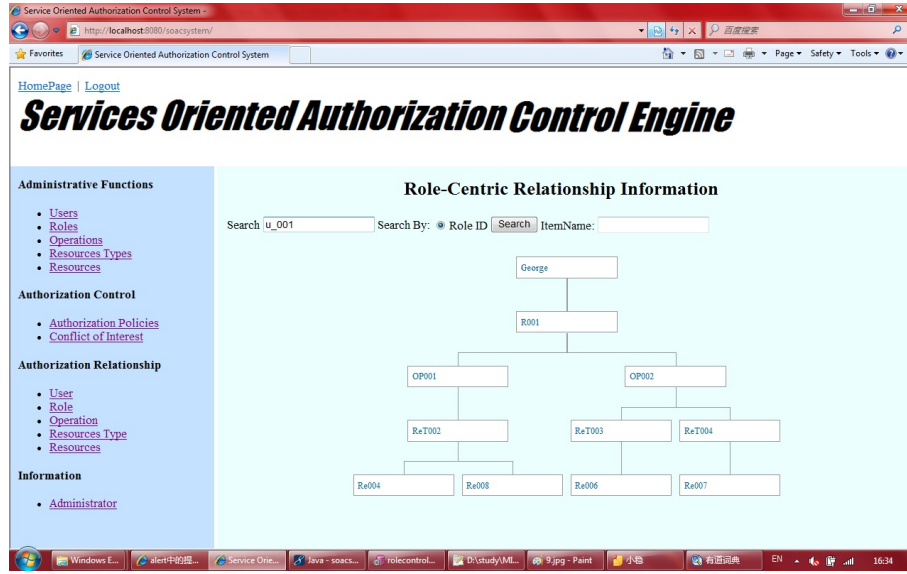 Service Oriented Authorization Control System -
http://localhost:8080/soacsystem/
百度搜索
Favorites
Service Oriented Authorization Control System
Page
Safety
Tools
HomePage | Logout
Services Oriented Authorization Control Engine
Administrative Functions
Users
Roles
Operations
Resources Types
Resources
Authorization Control
Authorization Policies
Conflict of Interest
Authorization Relationship
User
Role
Operation
Resources Type
Resources
Information
Administrator
Role-Centric Relationship Information
Search u_001 Search By: Role ID Search ItemName:
George
R001
OP001
OP002
ReT002
ReT003
ReT004
Re004
Re008
Re006
Re007
Windows E...
alert中的提...
Service Orie...
Java - soacs...
rolecontrol...
D:\study\MI...
9.jpg - Paint
有道词典
EN
16:34